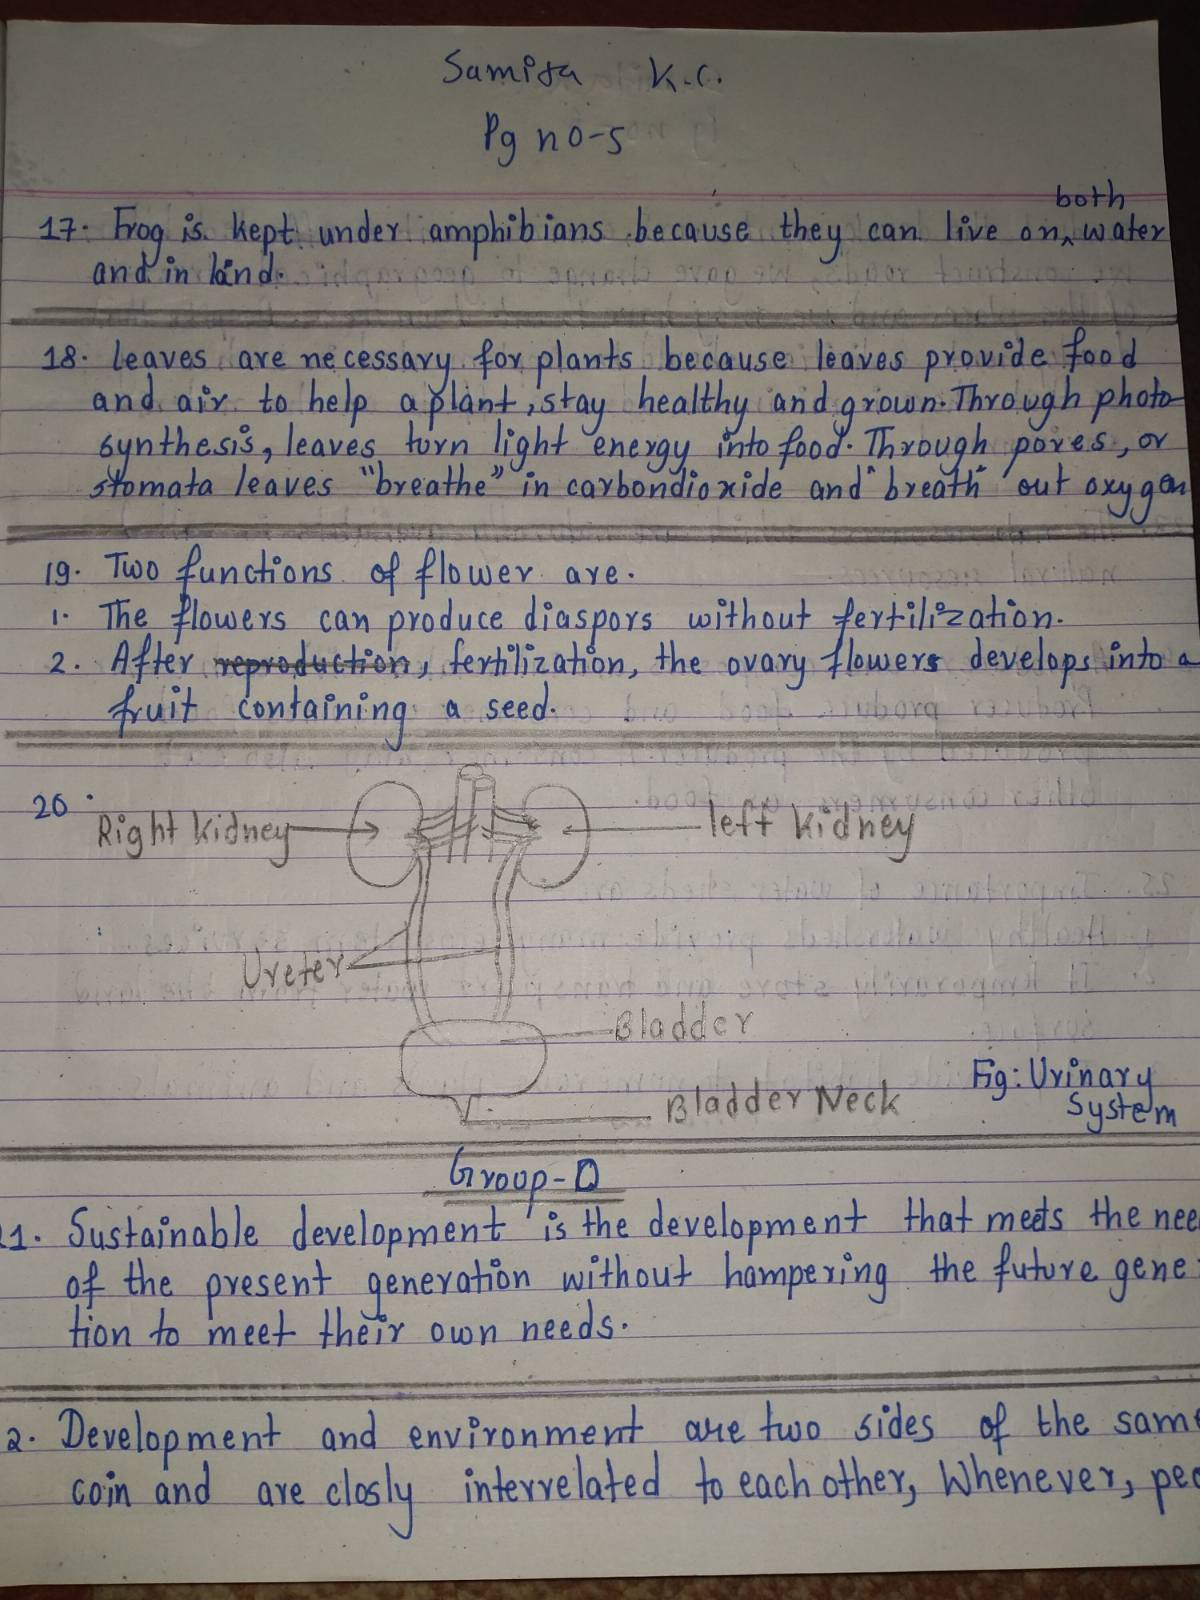 Samita K.C.
Pg no-5
both
17. Frog is kept under amphibians because they can live on ^ water
and in land.
18. leaves are necessary for plants because leaves provide food
and air to help a plant, stay healthy and grown. Through photo-
synthesis, leaves turn light energy into food. Through pores, or
stomata leaves "breathe" in carbondioxide and "breath" out oxygen
19. Two functions of flower are.
1. The flowers can produce diaspors without fertilization.
2. After reproduction, fertilization, the ovary flowers develops into a
fruit containing a seed.
20.
Right Kidney
left kidney
Ureter
Bladder
Fig: Urinary
System
Bladder Neck
Group-D
21. Sustainable development is the development that meets the nee
of the present generation without hampering the future gene
tion to meet their own needs.
2. Development and environment are two sides of the same
coin and are closly interrelated to each other, Whenever, peo